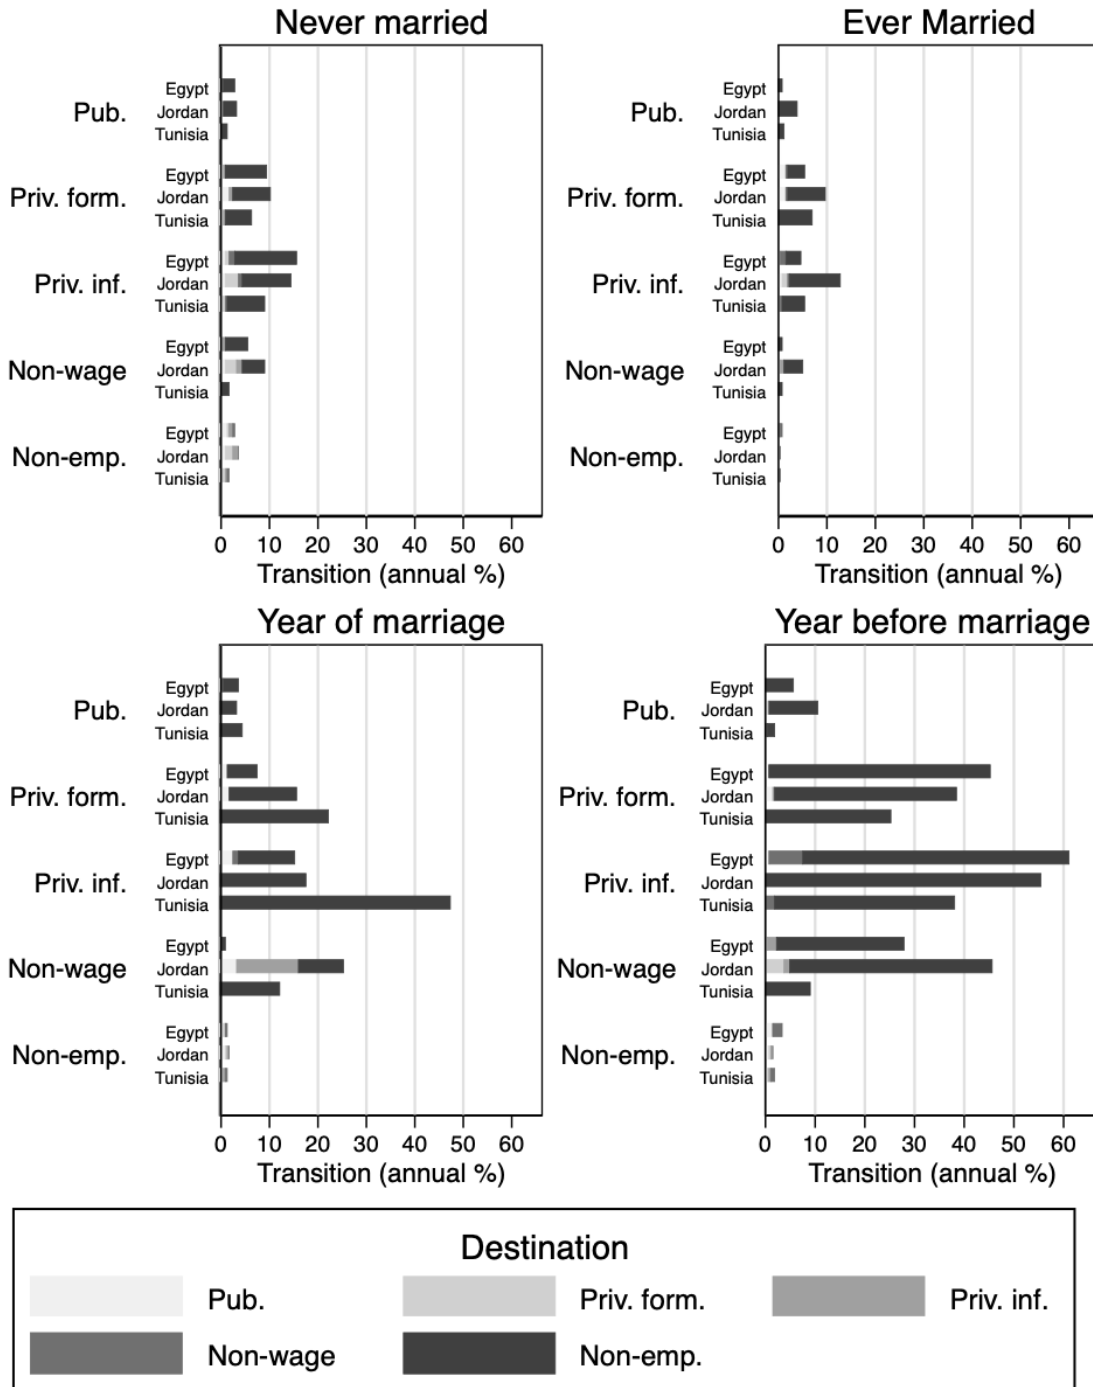 Never married
Ever Married
Pub.
Egypt
Jordan
Tunisia
Priv. form.
Egypt
Jordan
Tunisia
Priv. inf.
Egypt
Jordan
Tunisia
Non-wage
Egypt
Jordan
Tunisia
Non-emp.
Egypt
Jordan
Tunisia
0 10 20 30 40 50 60
Transition (annual %)
Pub.
Egypt
Jordan
Tunisia
Priv. form.
Egypt
Jordan
Tunisia
Priv. inf.
Egypt
Jordan
Tunisia
Non-wage
Egypt
Jordan
Tunisia
Non-emp.
Egypt
Jordan
Tunisia
0 10 20 30 40 50 60
Transition (annual %)
Year of marriage
Year before marriage
Pub.
Egypt
Jordan
Tunisia
Priv. form.
Egypt
Jordan
Tunisia
Priv. inf.
Egypt
Jordan
Tunisia
Non-wage
Egypt
Jordan
Tunisia
Non-emp.
Egypt
Jordan
Tunisia
0 10 20 30 40 50 60
Transition (annual %)
Pub.
Egypt
Jordan
Tunisia
Priv. form.
Egypt
Jordan
Tunisia
Priv. inf.
Egypt
Jordan
Tunisia
Non-wage
Egypt
Jordan
Tunisia
Non-emp.
Egypt
Jordan
Tunisia
0 10 20 30 40 50 60
Transition (annual %)
Destination
Pub.
Priv. form.
Priv. inf.
Non-wage
Non-emp.